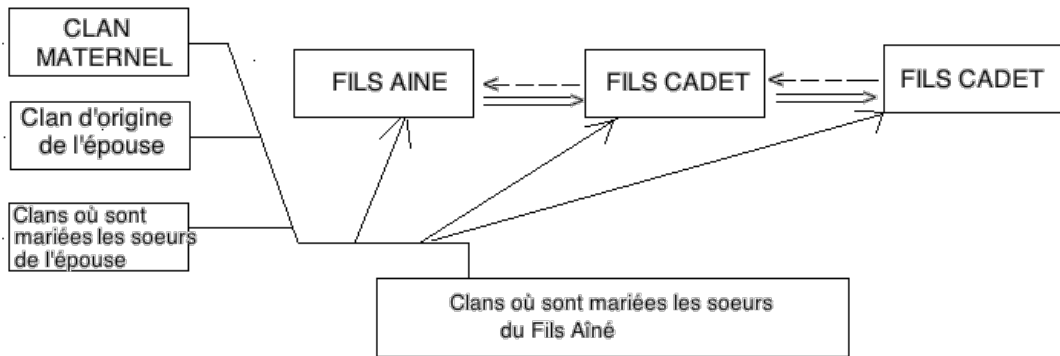 CLAN
MATERNEL
FILS AINE
FILS CADET
FILS CADET
Clan d'origine
de l'épouse
Clans où sont
mariées les soeurs
de l'épouse
Clans où sont mariées les soeurs
du Fils Aîné